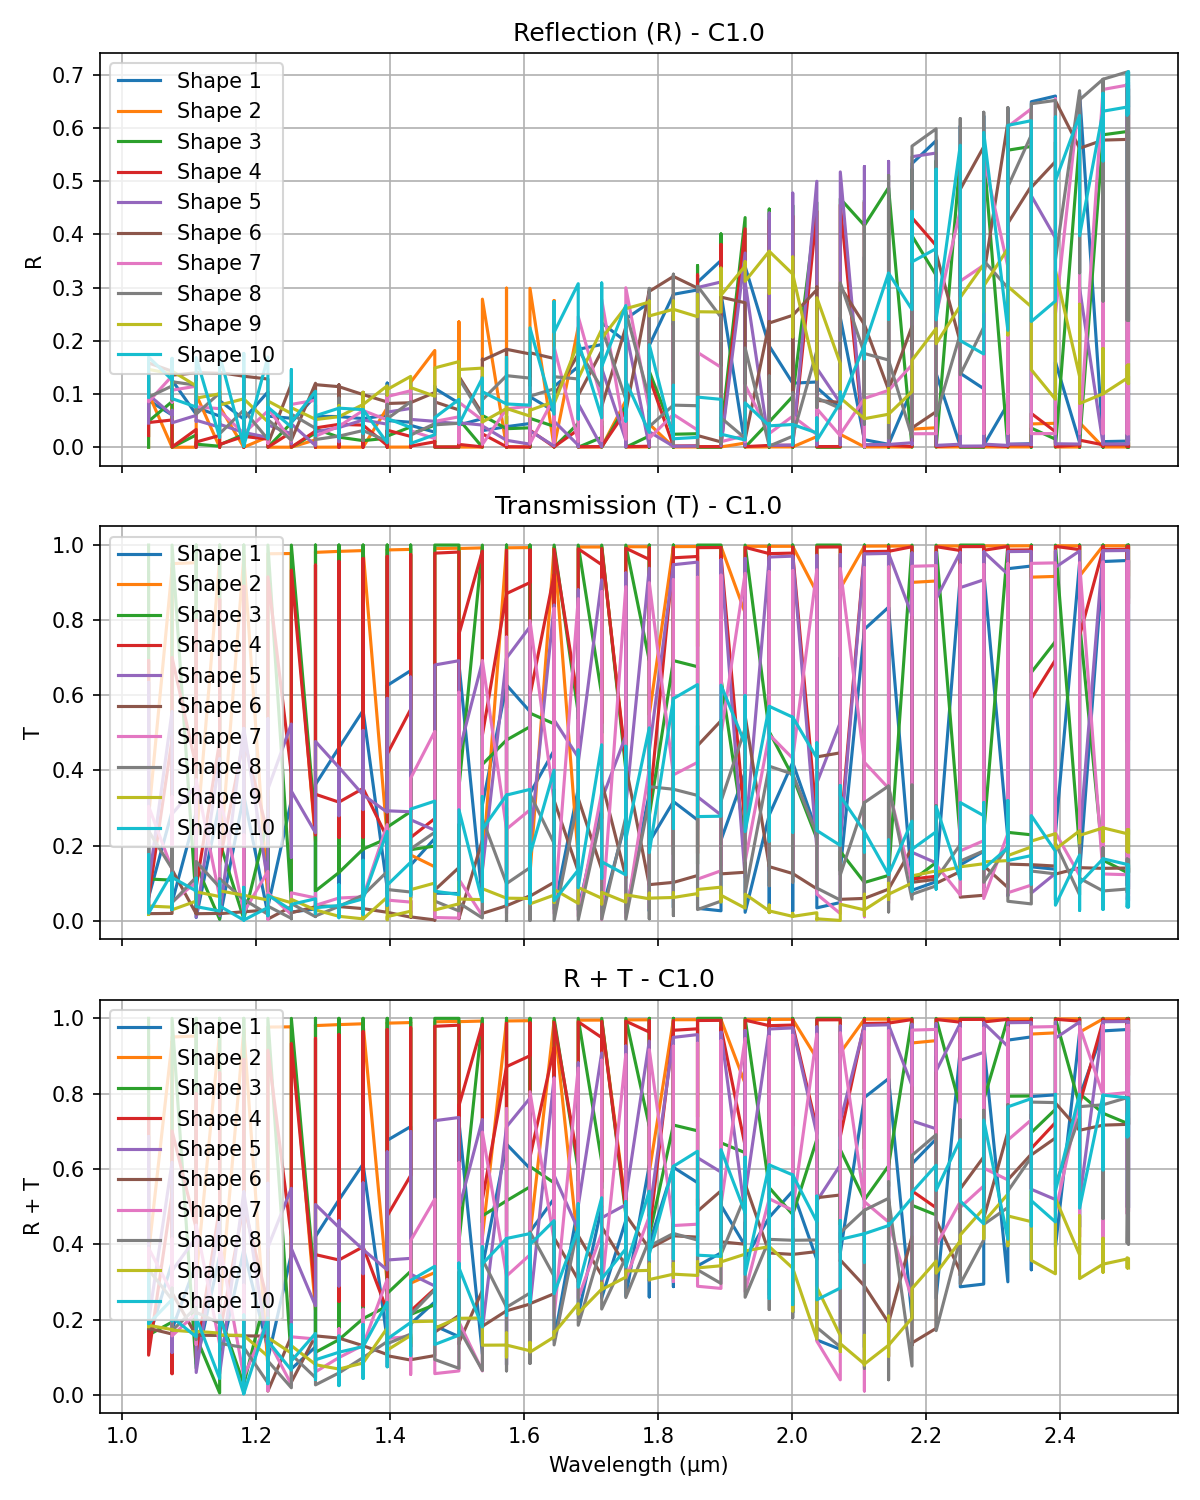 Reflection (R) - C1.0
0.7
0.6
0.5
0.4
0.3
0.2
0.1
0.0
R
Shape 1
Shape 2
Shape 3
Shape 4
Shape 5
Shape 6
Shape 7
Shape 8
Shape 9
Shape 10
Transmission (T) - C1.0
1.0
0.8
0.6
0.4
0.2
0.0
T
Shape 1
Shape 2
Shape 3
Shape 4
Shape 5
Shape 6
Shape 7
Shape 8
Shape 9
Shape 10
R + T - C1.0
1.0
0.8
0.6
0.4
0.2
0.0
R + T
Shape 1
Shape 2
Shape 3
Shape 4
Shape 5
Shape 6
Shape 7
Shape 8
Shape 9
Shape 10
1.0 1.2 1.4 1.6 1.8 2.0 2.2 2.4
Wavelength (μm)